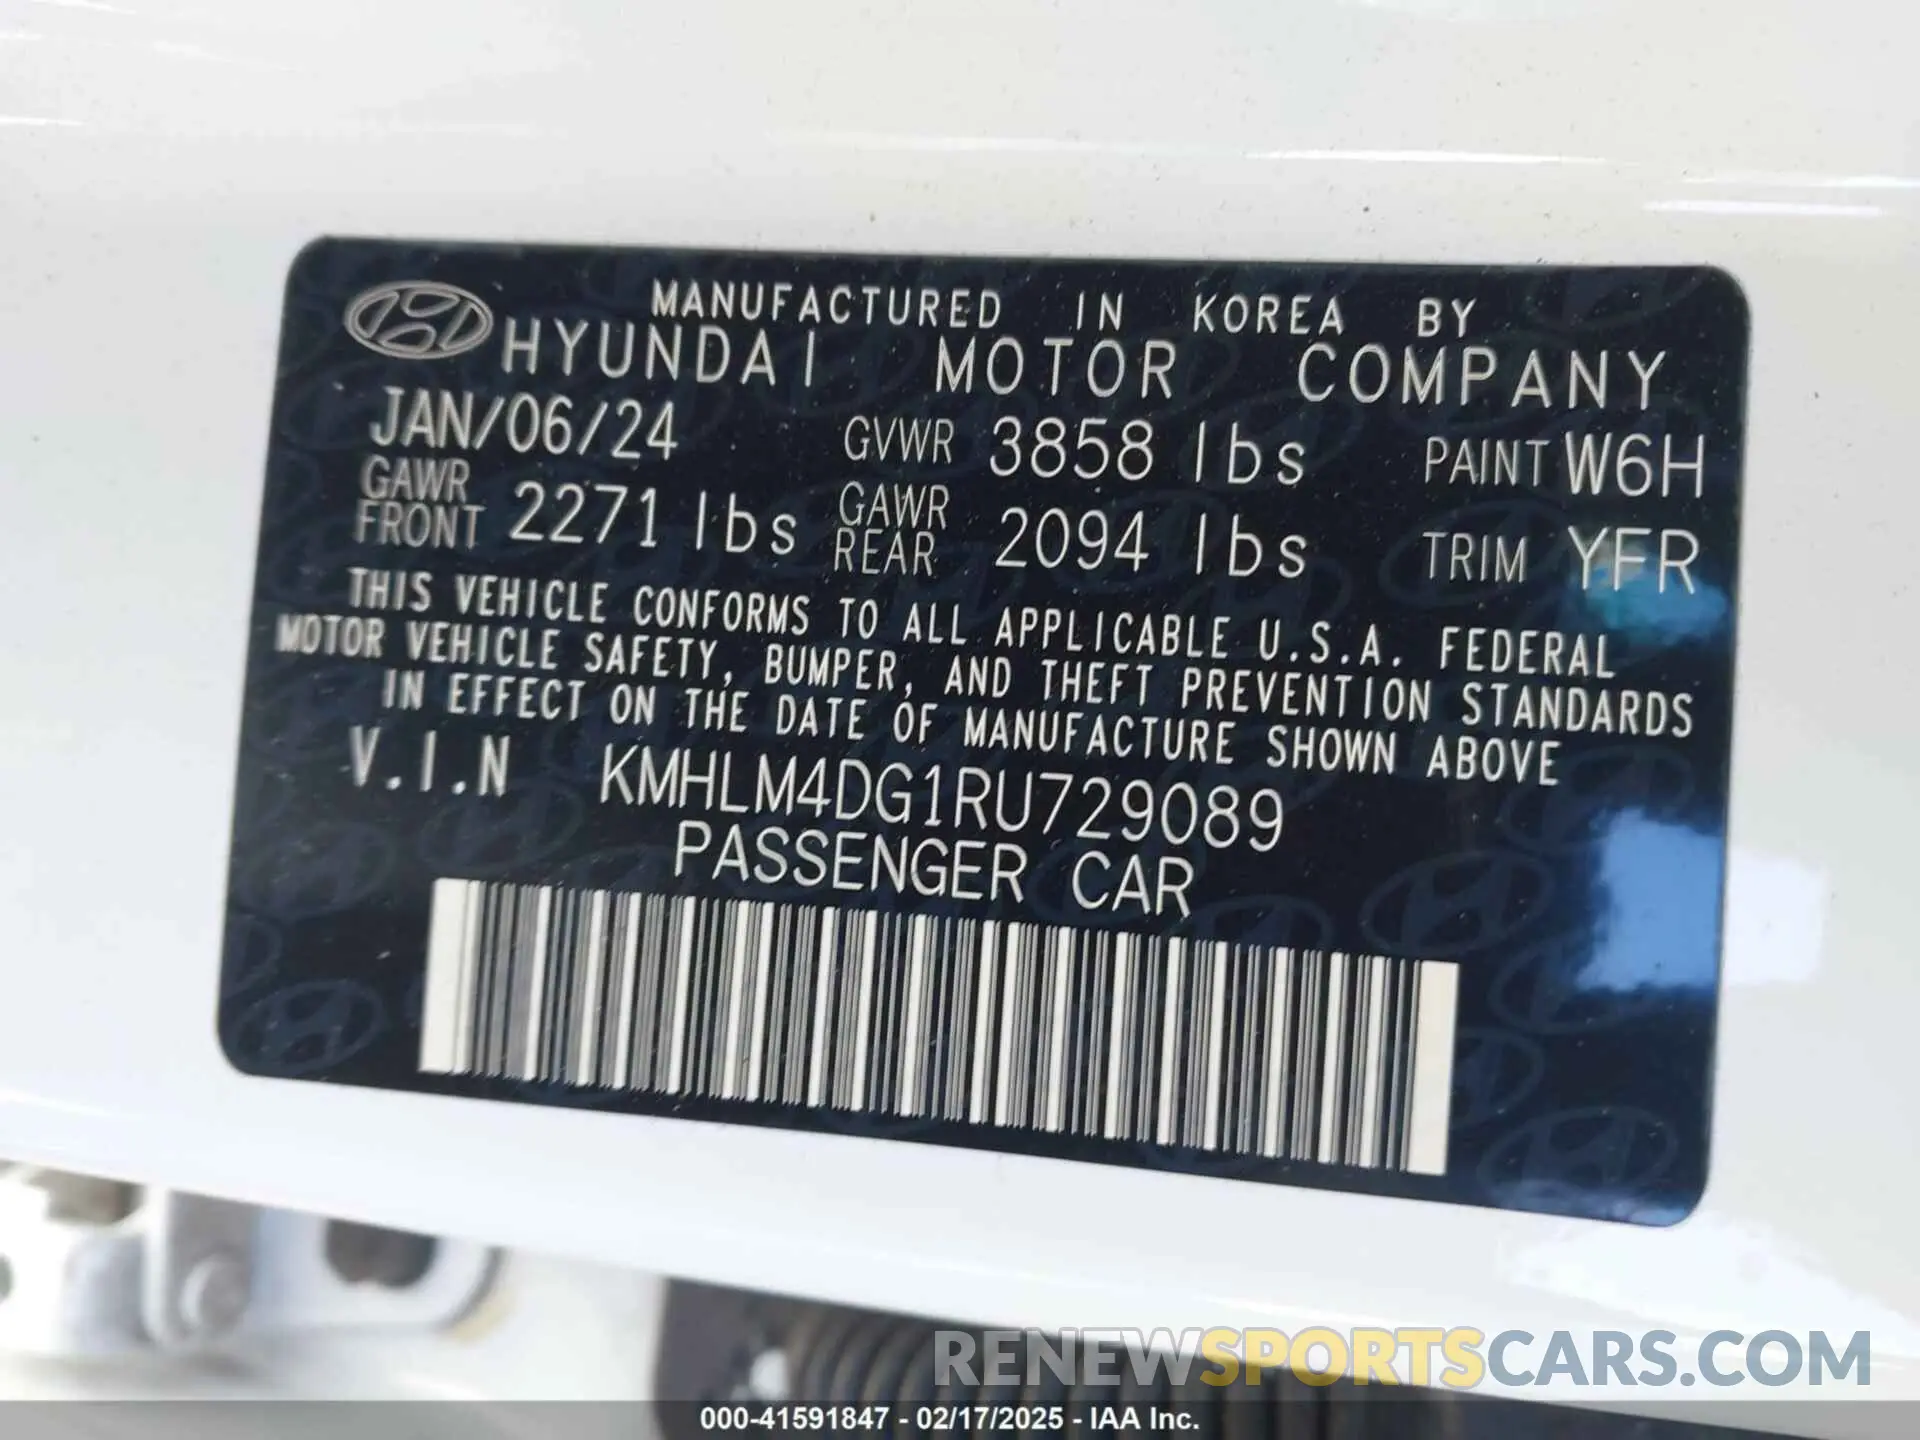 MANUFACTURED IN KOREA BY
HYUNDAI MOTOR COMPANY
JAN/06/24 GVWR 3858 lbs PAINT W6H
GAWR FRONT 2271 lbs GAWR REAR 2094 lbs TRIM YFR
THIS VEHICLE CONFORMS TO ALL APPLICABLE U.S.A. FEDERAL
MOTOR VEHICLE SAFETY, BUMPER, AND THEFT PREVENTION STANDARDS
IN EFFECT ON THE DATE OF MANUFACTURE SHOWN ABOVE
V.I.N KMHLM4DG1RU729089
PASSENGER CAR
RENEWSPORTSCARS.COM
000-41591847 - 02/17/2025 - IAA Inc.